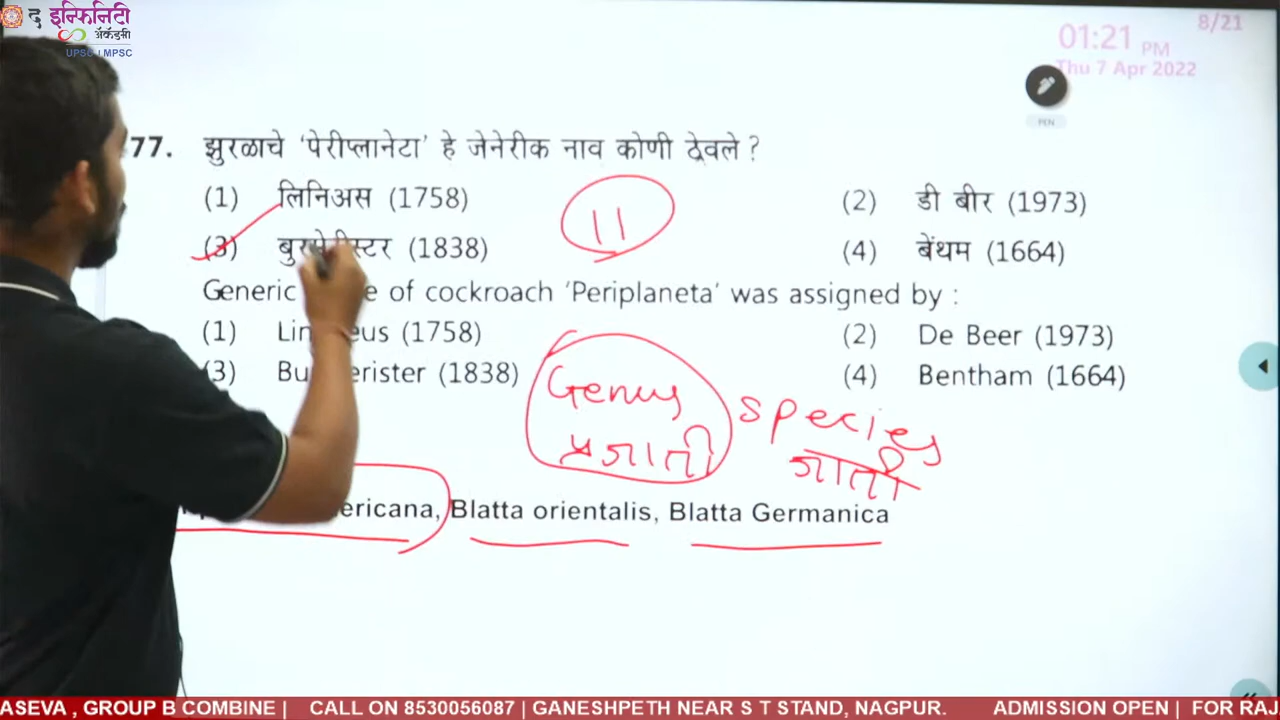 द इन्फिनिटी
अ‍ॅकॅडमी
UPSC | MPSC
8/21
01:21 PM
Thu 7 Apr 2022
PEN
77. झुरळाचे 'पेरीप्लानेटा' हे जेनेरीक नाव कोणी ठेवले ?
(1) लिनिअस (1758) (2) डी बीर (1973)
(3) (1838) (4) बेंथम (1664)
11
Generic of cockroach 'Periplaneta' was assigned by :
(1) (1758) (2) De Beer (1973)
(3) (1838) (4) Bentham (1664)
Genus species
प्रजाती जाती
Blatta orientalis, Blatta Germanica
ASEVA , GROUP B COMBINE | CALL ON 8530056087 | GANESHPETH NEAR S T STAND, NAGPUR. ADMISSION OPEN | FOR RAJ